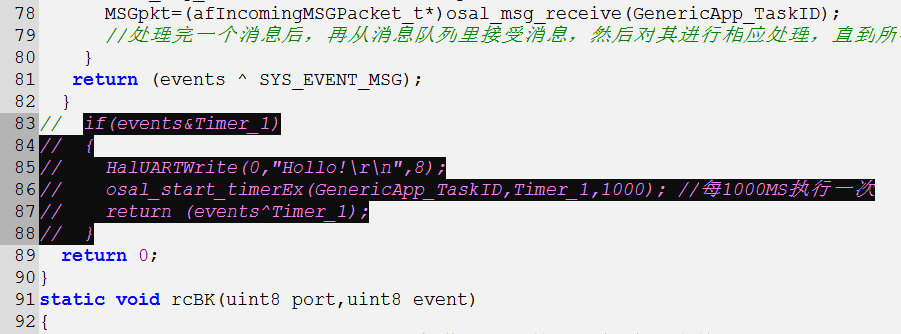 78 MSGpkt=(afIncomingMSGPacket_t*)osal_msg_receive(GenericApp_TaskID);
79 //处理完一个消息后，再从消息队列里接受消息，然后对其进行相应处理，直到所
80 }
81 return (events ^ SYS_EVENT_MSG);
82 }
83 // if(events&Timer_1)
84 // {
85 // HalUARTWrite(0,"Hollo!\r\n",8);
86 // osal_start_timerEx(GenericApp_TaskID,Timer_1,1000); //每1000MS执行一次
87 // return (events^Timer_1);
88 // }
89 return 0;
90 }
91 static void rcBK(uint8 port,uint8 event)
92 {